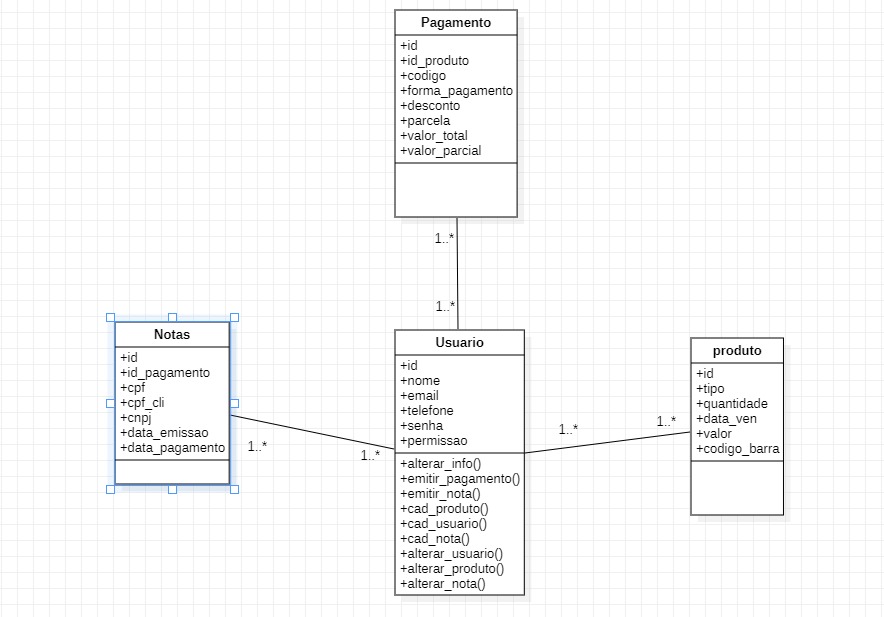 Pagamento
+id
+id_produto
+codigo
+forma_pagamento
+desconto
+parcela
+valor_total
+valor_parcial
1..*
1..*
Notas
+id
+id_pagamento
+cpf
+cpf_cli
+cnpj
+data_emissao
+data_pagamento
1..*
1..*
Usuario
+id
+nome
+email
+telefone
+senha
+permissao
+alterar_info()
+emitir_pagamento()
+emitir_nota()
+cad_produto()
+cad_usuario()
+cad_nota()
+alterar_usuario()
+alterar_produto()
+alterar_nota()
1..*
1..*
produto
+id
+tipo
+quantidade
+data_ven
+valor
+codigo_barra